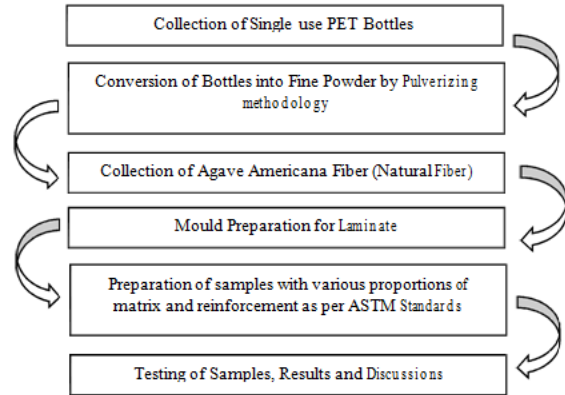 Collection of Single use PET Bottles
Conversion of Bottles into Fine Powder by Pulverizing
methodology
Collection of Agave Americana Fiber (Natural Fiber)
Mould Preparation for Laminate
Preparation of samples with various proportions of
matrix and reinforcement as per ASTM Standards
Testing of Samples, Results and Discussions